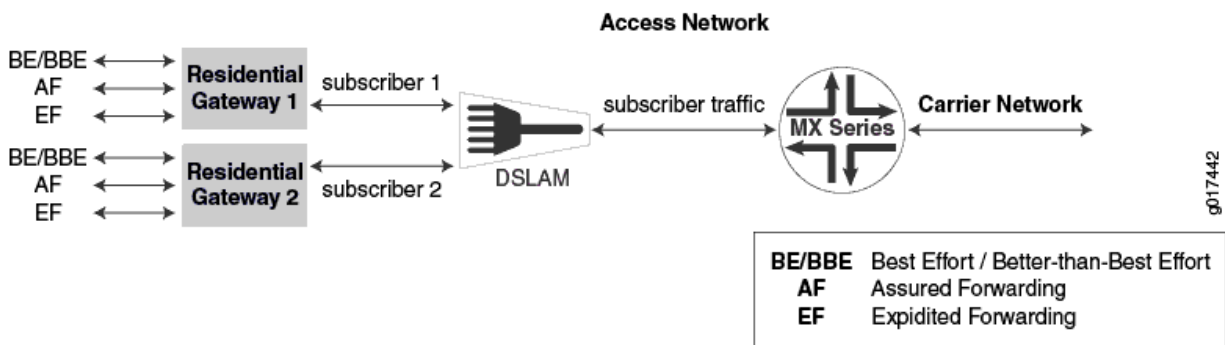 Access Network
BE/BBE
AF
EF
Residential
Gateway 1
subscriber 1
BE/BBE
AF
EF
Residential
Gateway 2
subscriber 2
DSLAM
subscriber traffic
MX Series
Carrier Network
g017442
BE/BBE Best Effort / Better-than-Best Effort
AF Assured Forwarding
EF Expidited Forwarding